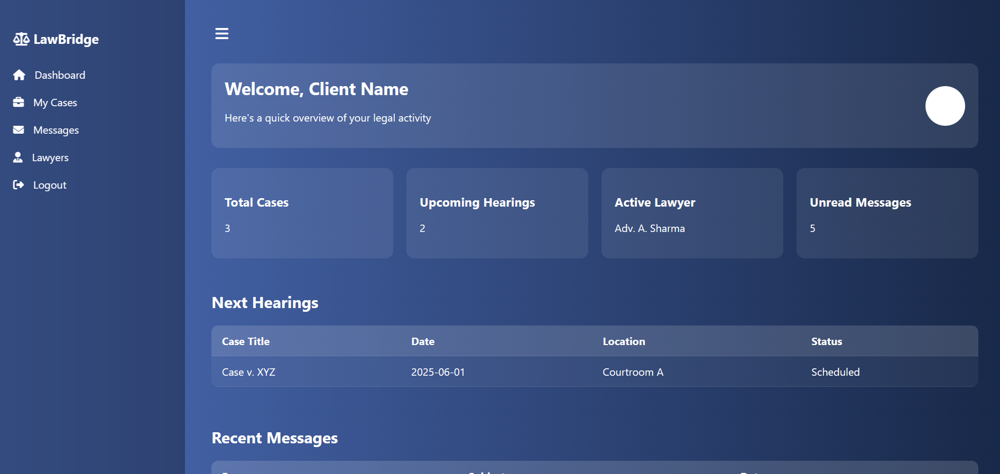 LawBridge
Dashboard
My Cases
Messages
Lawyers
Logout
Welcome, Client Name
Here's a quick overview of your legal activity
Total Cases
3
Upcoming Hearings
2
Active Lawyer
Adv. A. Sharma
Unread Messages
5
Next Hearings
Case Title Date Location Status
Case v. XYZ 2025-06-01 Courtroom A Scheduled
Recent Messages